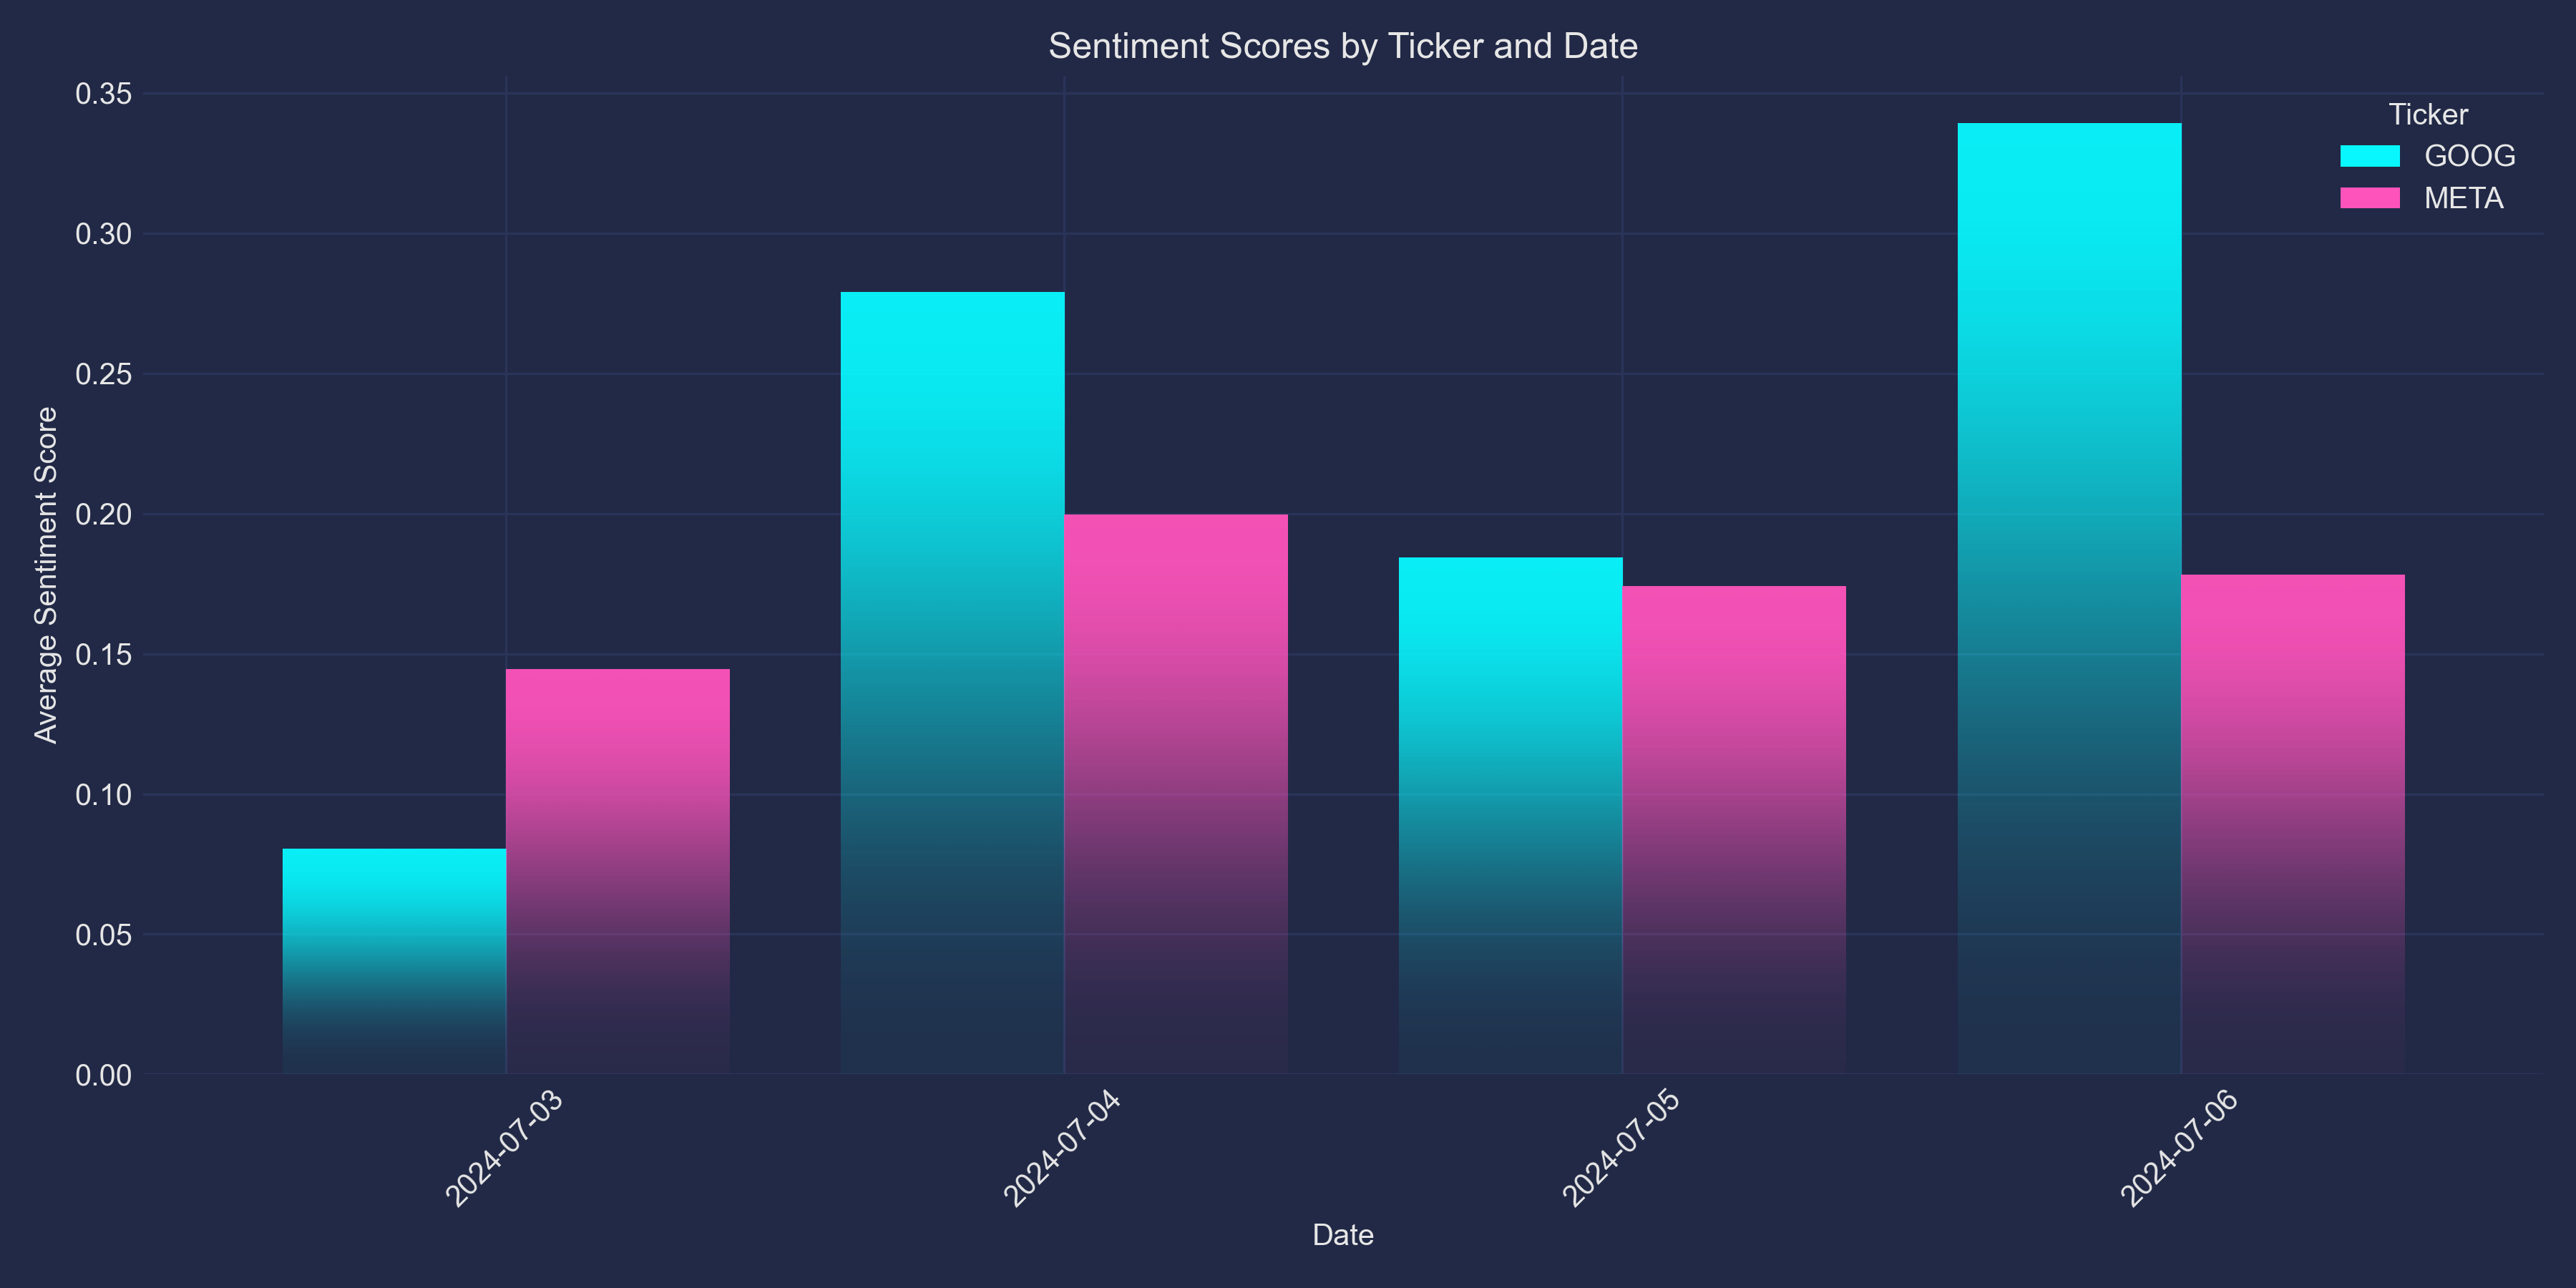 Sentiment Scores by Ticker and Date
Ticker
GOOG
META
Average Sentiment Score
0.35
0.30
0.25
0.20
0.15
0.10
0.05
0.00
2024-07-03
2024-07-04
2024-07-05
2024-07-06
Date